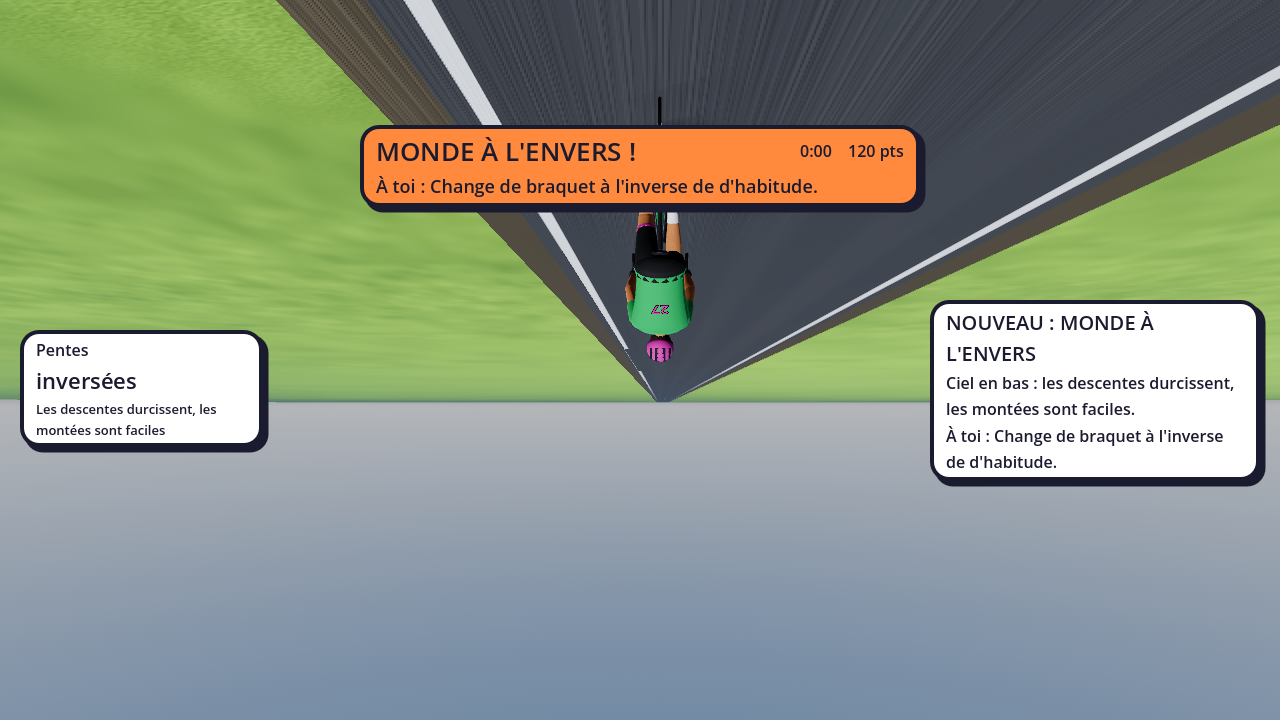 MONDE À L'ENVERS !
0:00 120 pts
À toi : Change de braquet à l'inverse de d'habitude.
Pentes
inversées
Les descentes durcissent, les
montées sont faciles
NOUVEAU : MONDE À
L'ENVERS
Ciel en bas : les descentes durcissent,
les montées sont faciles.
À toi : Change de braquet à l'inverse
de d'habitude.